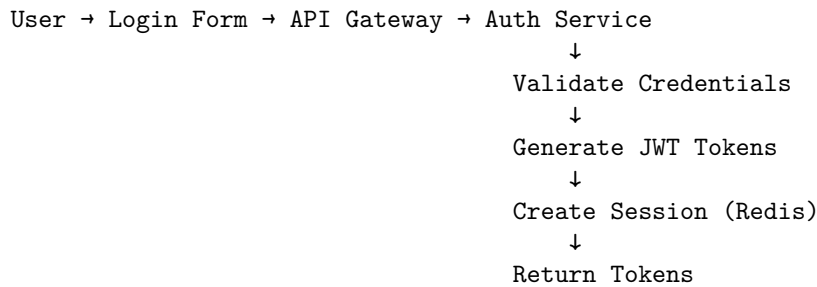 User → Login Form → API Gateway → Auth Service
↓
Validate Credentials
↓
Generate JWT Tokens
↓
Create Session (Redis)
↓
Return Tokens